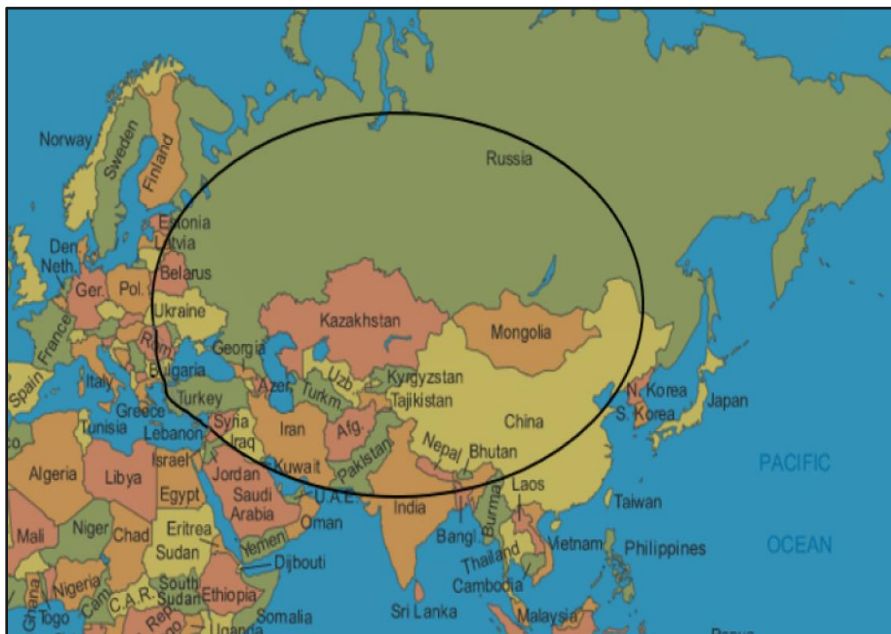 Norway
Sweden
Finland
Russia
Estonia
Latvia
Den.
Neth.
Belarus
Ger.
Pol.
Ukraine
Kazakhstan
Mongolia
France
Rom.
Georgia
Bulgaria
Uzb.
Kyrgyzstan
N. Korea
Spain
Italy
Azer.
Turkm.
Tajikistan
Japan
Greece
Turkey
S. Korea
Tunisia
Syria
China
Lebanon
Iraq
Iran
Afg.
Nepal
Bhutan
Israel
Kuwait
Pakistan
PACIFIC
Algeria
Libya
Jordan
Egypt
Saudi
Arabia
U.A.E.
India
Burma
Laos
Taiwan
Oman
Mali
Niger
Chad
Eritrea
Sudan
Yemen
Bangl.
Vietnam
Philippines
OCEAN
Thailand
Djibouti
Cambodia
Nigeria
C.A.R.
South
Sudan
Ethiopia
Ghana
Togo
Cam.
Somalia
Sri Lanka
Malaysia
Uganda